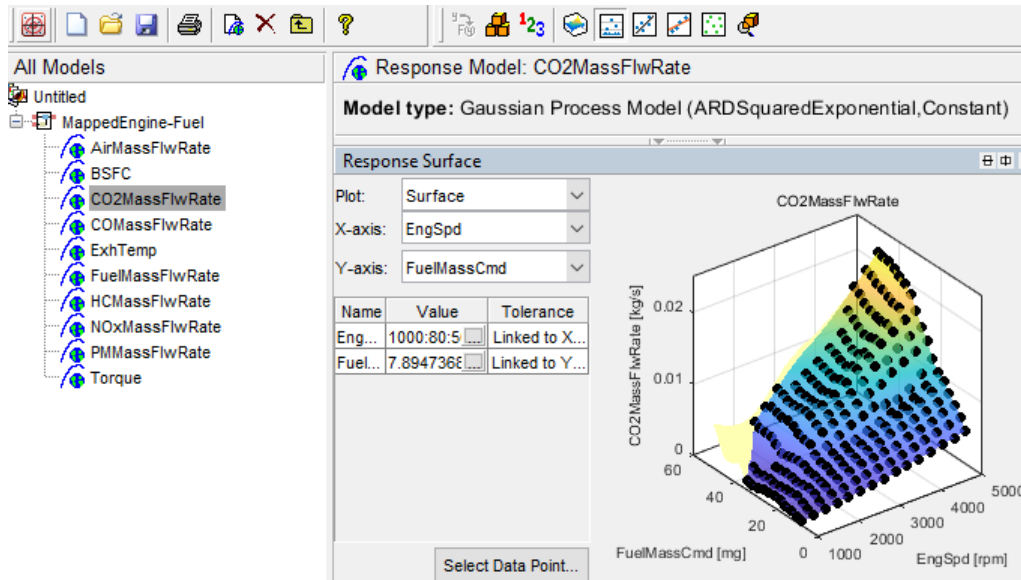 123
All Models
Untitled
MappedEngine-Fuel
AirMassFlwRate
BSFC
CO2MassFlwRate
COMassFlwRate
ExhTemp
FuelMassFlwRate
HCMassFlwRate
NOxMassFlwRate
PMMassFlwRate
Torque
Response Model: CO2MassFlwRate
Model type: Gaussian Process Model (ARDSquaredExponential,Constant)
Response Surface
Plot: Surface
X-axis: EngSpd
Y-axis: FuelMassCmd
Name Value Tolerance
Eng... 1000:80:5( ... Linked to X...
Fuel... 7.8947368 ... Linked to Y...
Select Data Point...
CO2MassFlwRate
CO2MassFlwRate [kg/s]
0.02
0.01
0
60
40
20
0
FuelMassCmd [mg]
1000
2000
3000
4000
5000
EngSpd [rpm]